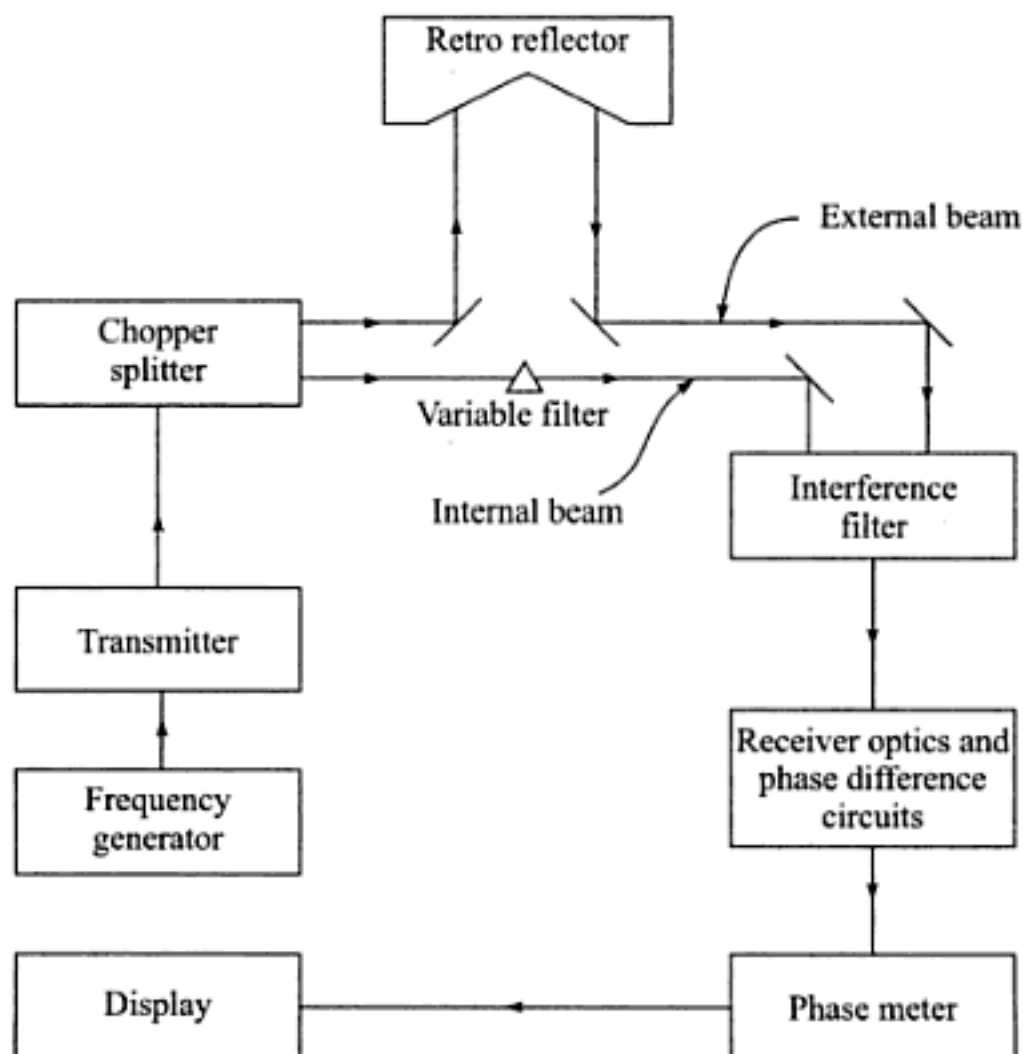 Retro reflector
External beam
Chopper
splitter
Variable filter
Internal beam
Interference
filter
Transmitter
Receiver optics and
phase difference
circuits
Frequency
generator
Display
Phase meter